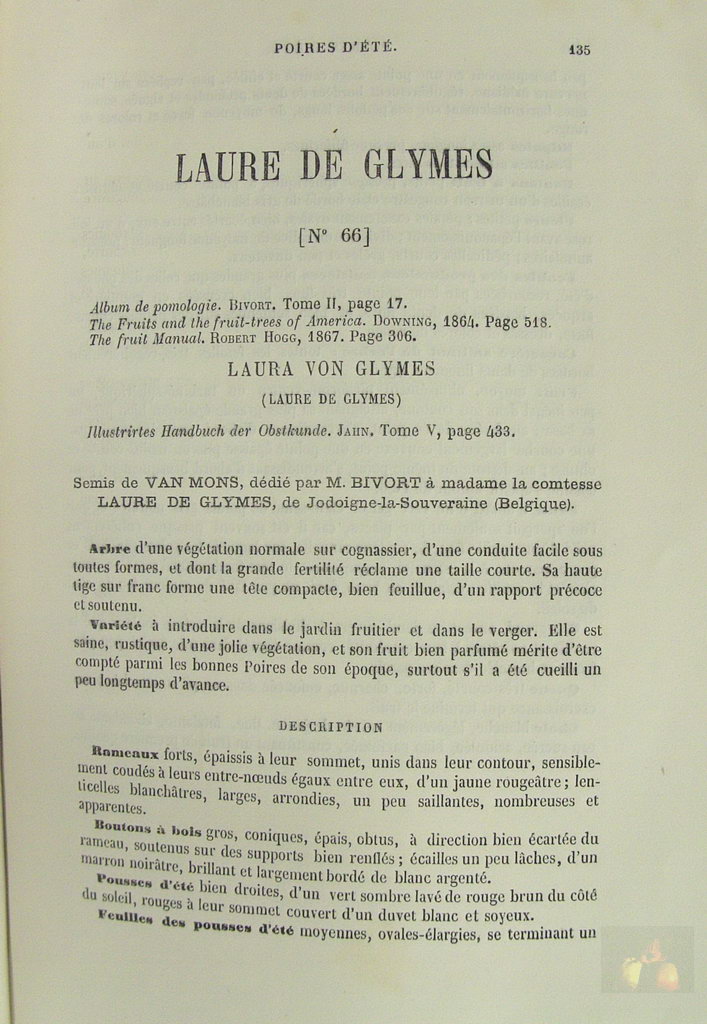 POIRES D'ÉTÉ. 135
LAURE DE GLYMES
[N° 66]
Album de pomologie. BIVORT. Tome II, page 17.
The Fruits and the fruit-trees of America. DOWNING, 1864. Page 518.
The fruit Manual. ROBERT HOGG, 1867. Page 306.
LAURA VON GLYMES
(LAURE DE GLYMES)
Illustrirtes Handbuch der Obstkunde. JAHN. Tome V, page 433.
Semis de VAN MONS, dédié par M. BIVORT à madame la comtesse
LAURE DE GLYMES, de Jodoigne-la-Souveraine (Belgique).
Arbre d'une végétation normale sur cognassier, d'une conduite facile sous
toutes formes, et dont la grande fertilité réclame une taille courte. Sa haute
tige sur franc forme une tête compacte, bien feuillue, d'un rapport précoce
et soutenu.
Variété à introduire dans le jardin fruitier et dans le verger. Elle est
saine, rustique, d'une jolie végétation, et son fruit bien parfumé mérite d'être
compté parmi les bonnes Poires de son époque, surtout s'il a été cueilli un
peu longtemps d'avance.
DESCRIPTION
Rameaux forts, épaissis à leur sommet, unis dans leur contour, sensible-
ment coudés à leurs entre-nœuds égaux entre eux, d'un jaune rougeâtre; len-
ticelles blanchâtres, larges, arrondies, un peu saillantes, nombreuses et
apparentes.
Boutons à bois gros, coniques, épais, obtus, à direction bien écartée du
rameau, soutenus sur des supports bien renflés; écailles un peu lâches, d'un
marron noirâtre, brillant et largement bordé de blanc argenté.
Pousses d'été bien droites, d'un vert sombre lavé de rouge brun du côté
du soleil, rouges à leur sommet couvert d'un duvet blanc et soyeux.
Feuilles des pousses d'été moyennes, ovales-élargies, se terminant un